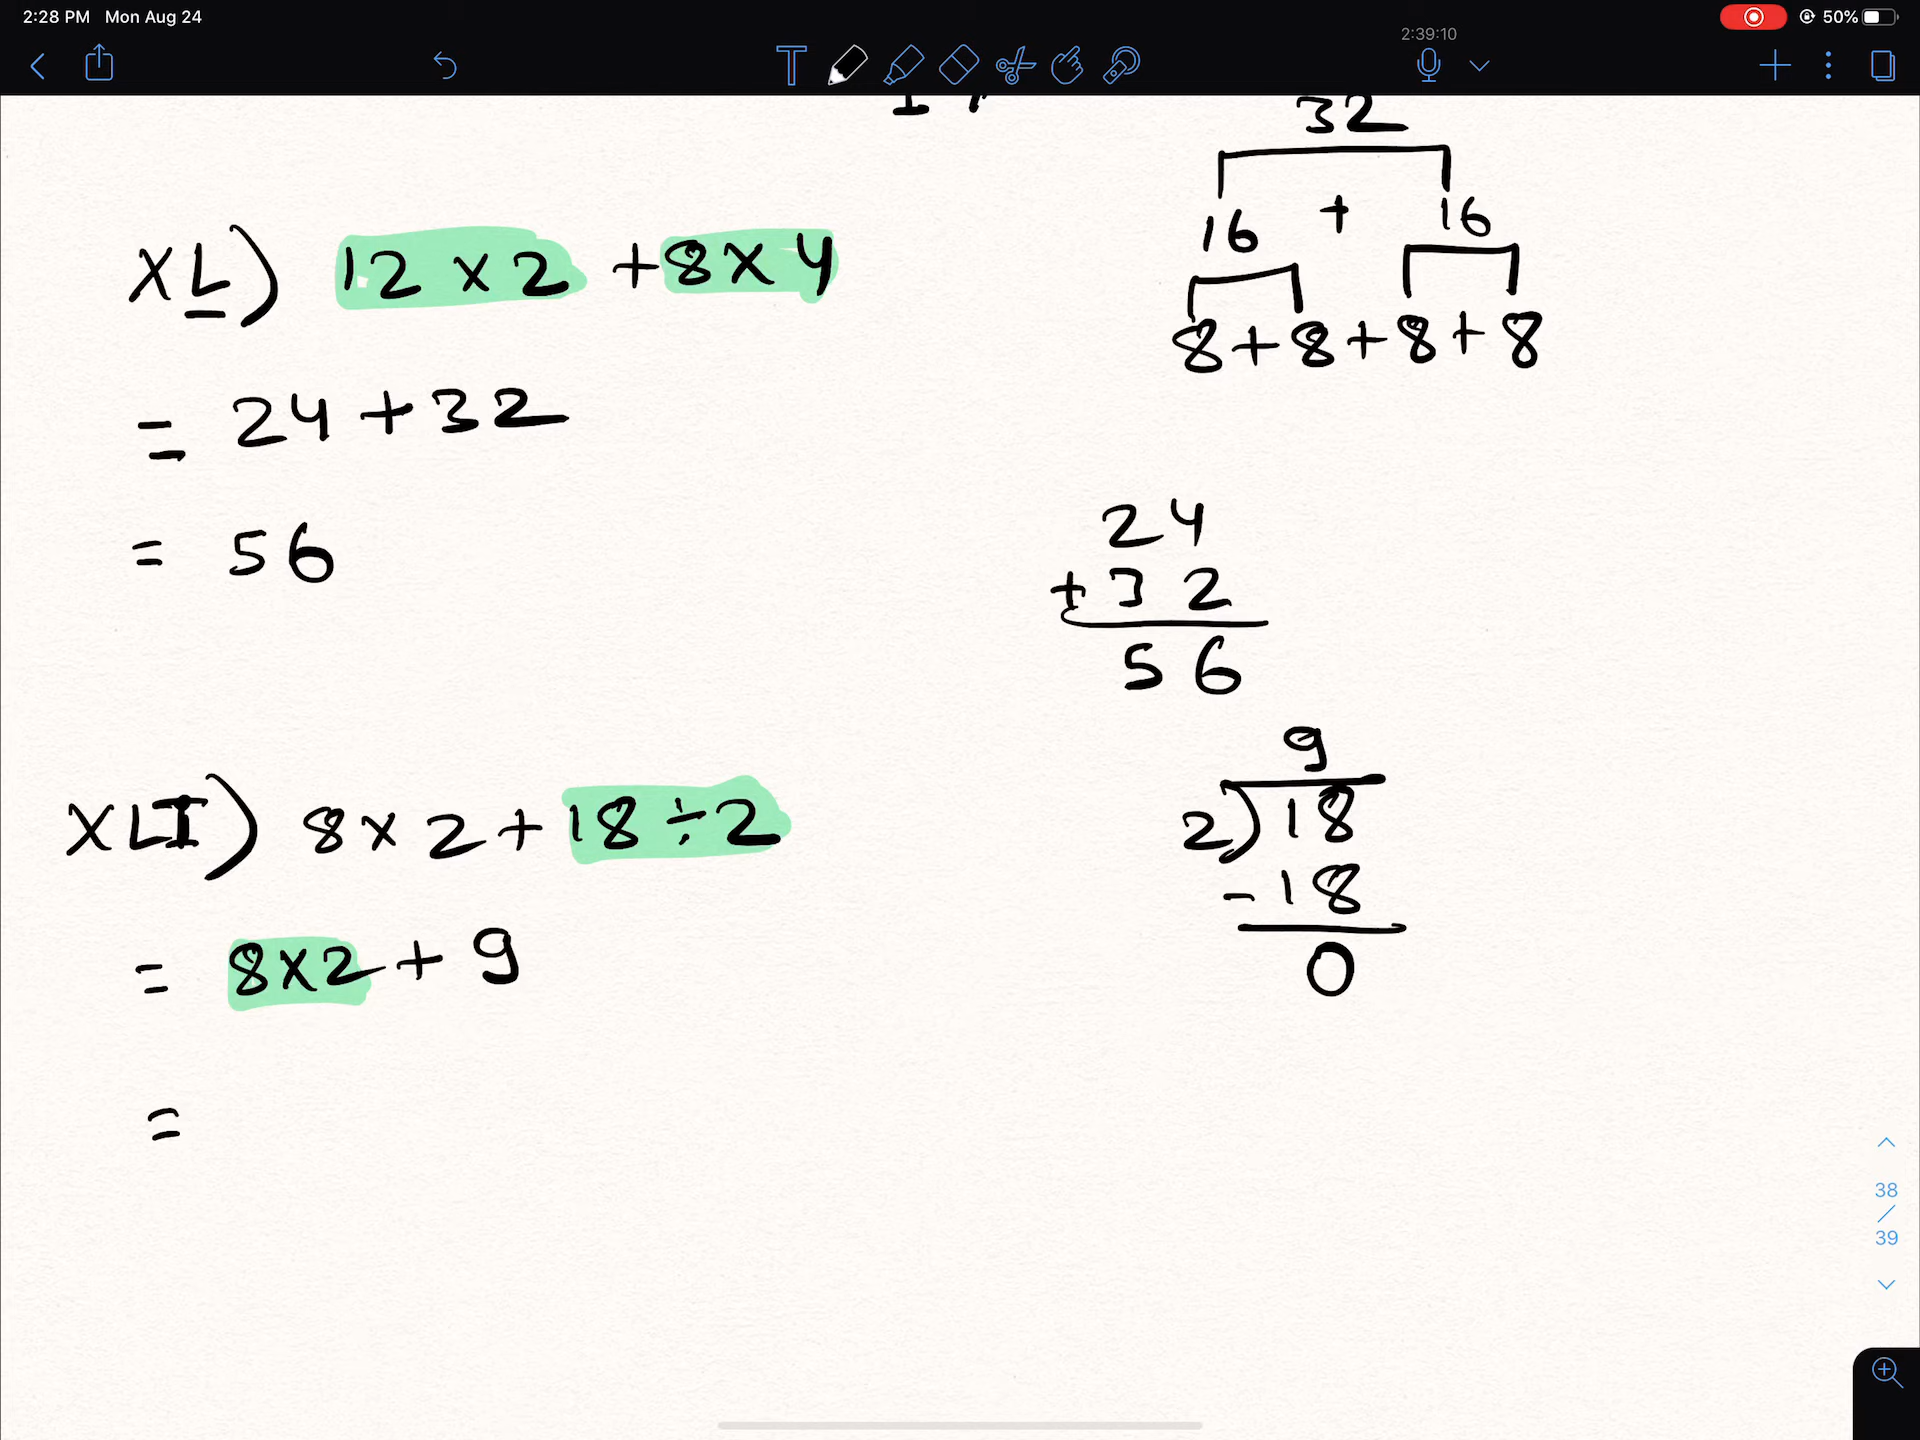 2:28 PM Mon Aug 24
50%
2:39:10
32
16 + 16
8+8+8+8
XL) 12 × 2 + 8 × 4
= 24 + 32
= 56
24
+ 32
56
XLI) 8 × 2 + 18 ÷ 2
= 8 × 2 + 9
=
9
2)18
- 18
0
38
/
39